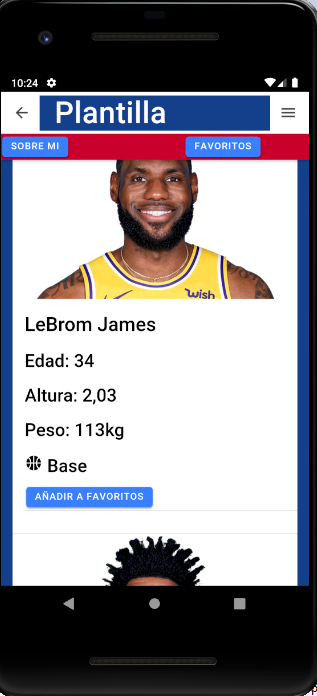 10:24
Plantilla
SOBRE MI FAVORITOS
wish
LeBrom James
Edad: 34
Altura: 2,03
Peso: 113kg
Base
AÑADIR A FAVORITOS